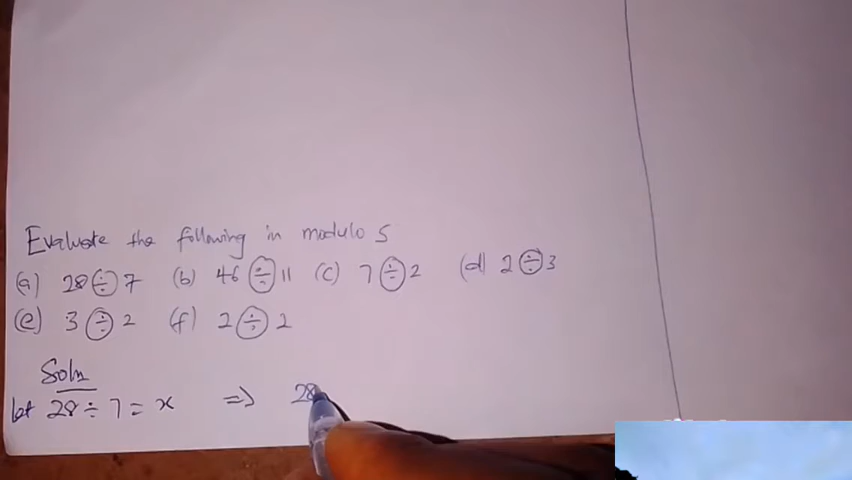 Evaluate the following in modulo 5
(a) 28 ÷ 7 (b) 46 ÷ 11 (c) 7 ÷ 2 (d) 2 ÷ 3
(e) 3 ÷ 2 (f) 2 ÷ 2
Soln
let 28 ÷ 7 = x => 28